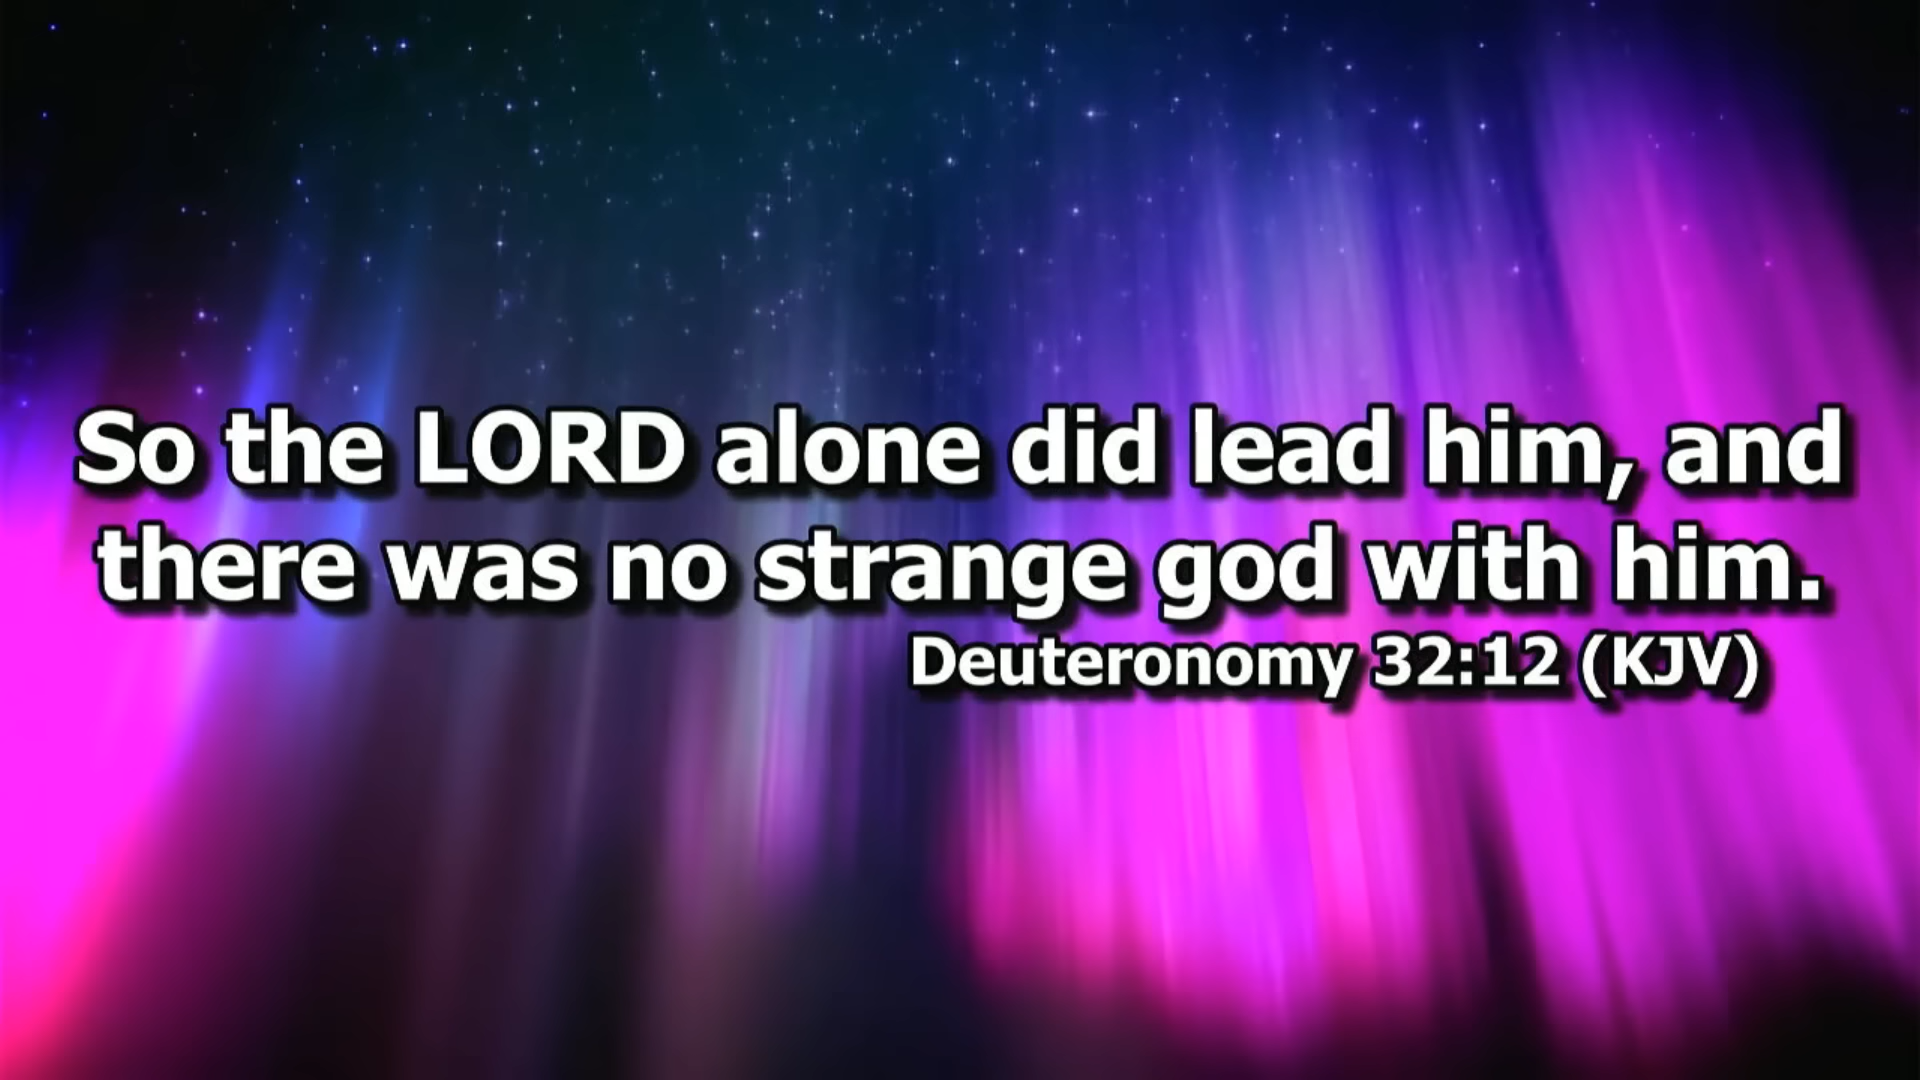 So the LORD alone did lead him, and
there was no strange god with him.
Deuteronomy 32:12 (KJV)